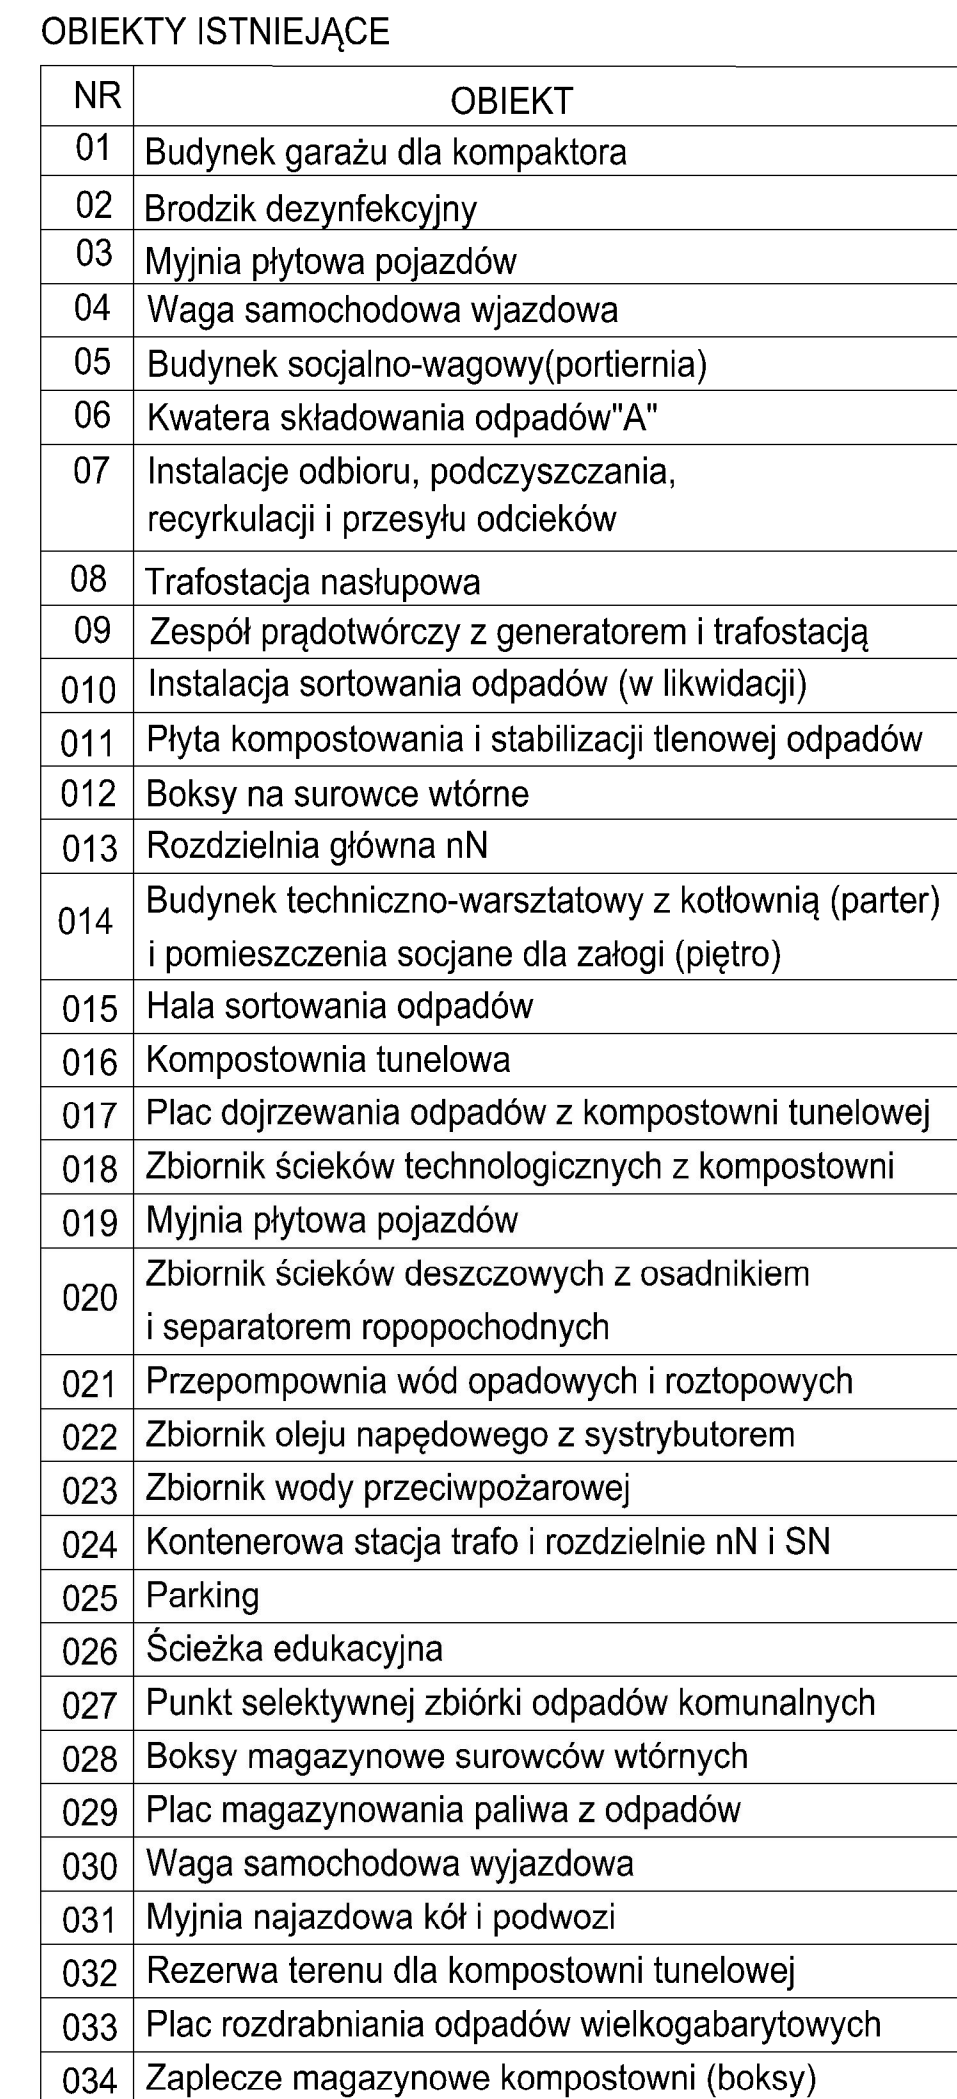 OBIEKTY ISTNIEJĄCE
NR OBIEKT
01 Budynek garażu dla kompaktora
02 Brodzik dezynfekcyjny
03 Myjnia płytowa pojazdów
04 Waga samochodowa wjazdowa
05 Budynek socjalno-wagowy(portiernia)
06 Kwatera składowania odpadów"A"
07 Instalacje odbioru, podczyszczania,
recyrkulacji i przesyłu odcieków
08 Trafostacja nasłupowa
09 Zespół prądotwórczy z generatorem i trafostacją
010 Instalacja sortowania odpadów (w likwidacji)
011 Płyta kompostowania i stabilizacji tlenowej odpadów
012 Boksy na surowce wtórne
013 Rozdzielnia główna nN
014 Budynek techniczno-warsztatowy z kotłownią (parter)
i pomieszczenia socjane dla załogi (piętro)
015 Hala sortowania odpadów
016 Kompostownia tunelowa
017 Plac dojrzewania odpadów z kompostowni tunelowej
018 Zbiornik ścieków technologicznych z kompostowni
019 Myjnia płytowa pojazdów
020 Zbiornik ścieków deszczowych z osadnikiem
i separatorem ropopochodnych
021 Przepompownia wód opadowych i roztopowych
022 Zbiornik oleju napędowego z systrybutorem
023 Zbiornik wody przeciwpożarowej
024 Kontenerowa stacja trafo i rozdzielnie nN i SN
025 Parking
026 Ścieżka edukacyjna
027 Punkt selektywnej zbiórki odpadów komunalnych
028 Boksy magazynowe surowców wtórnych
029 Plac magazynowania paliwa z odpadów
030 Waga samochodowa wyjazdowa
031 Myjnia najazdowa kół i podwozi
032 Rezerwa terenu dla kompostowni tunelowej
033 Plac rozdrabniania odpadów wielkogabarytowych
034 Zaplecze magazynowe kompostowni (boksy)